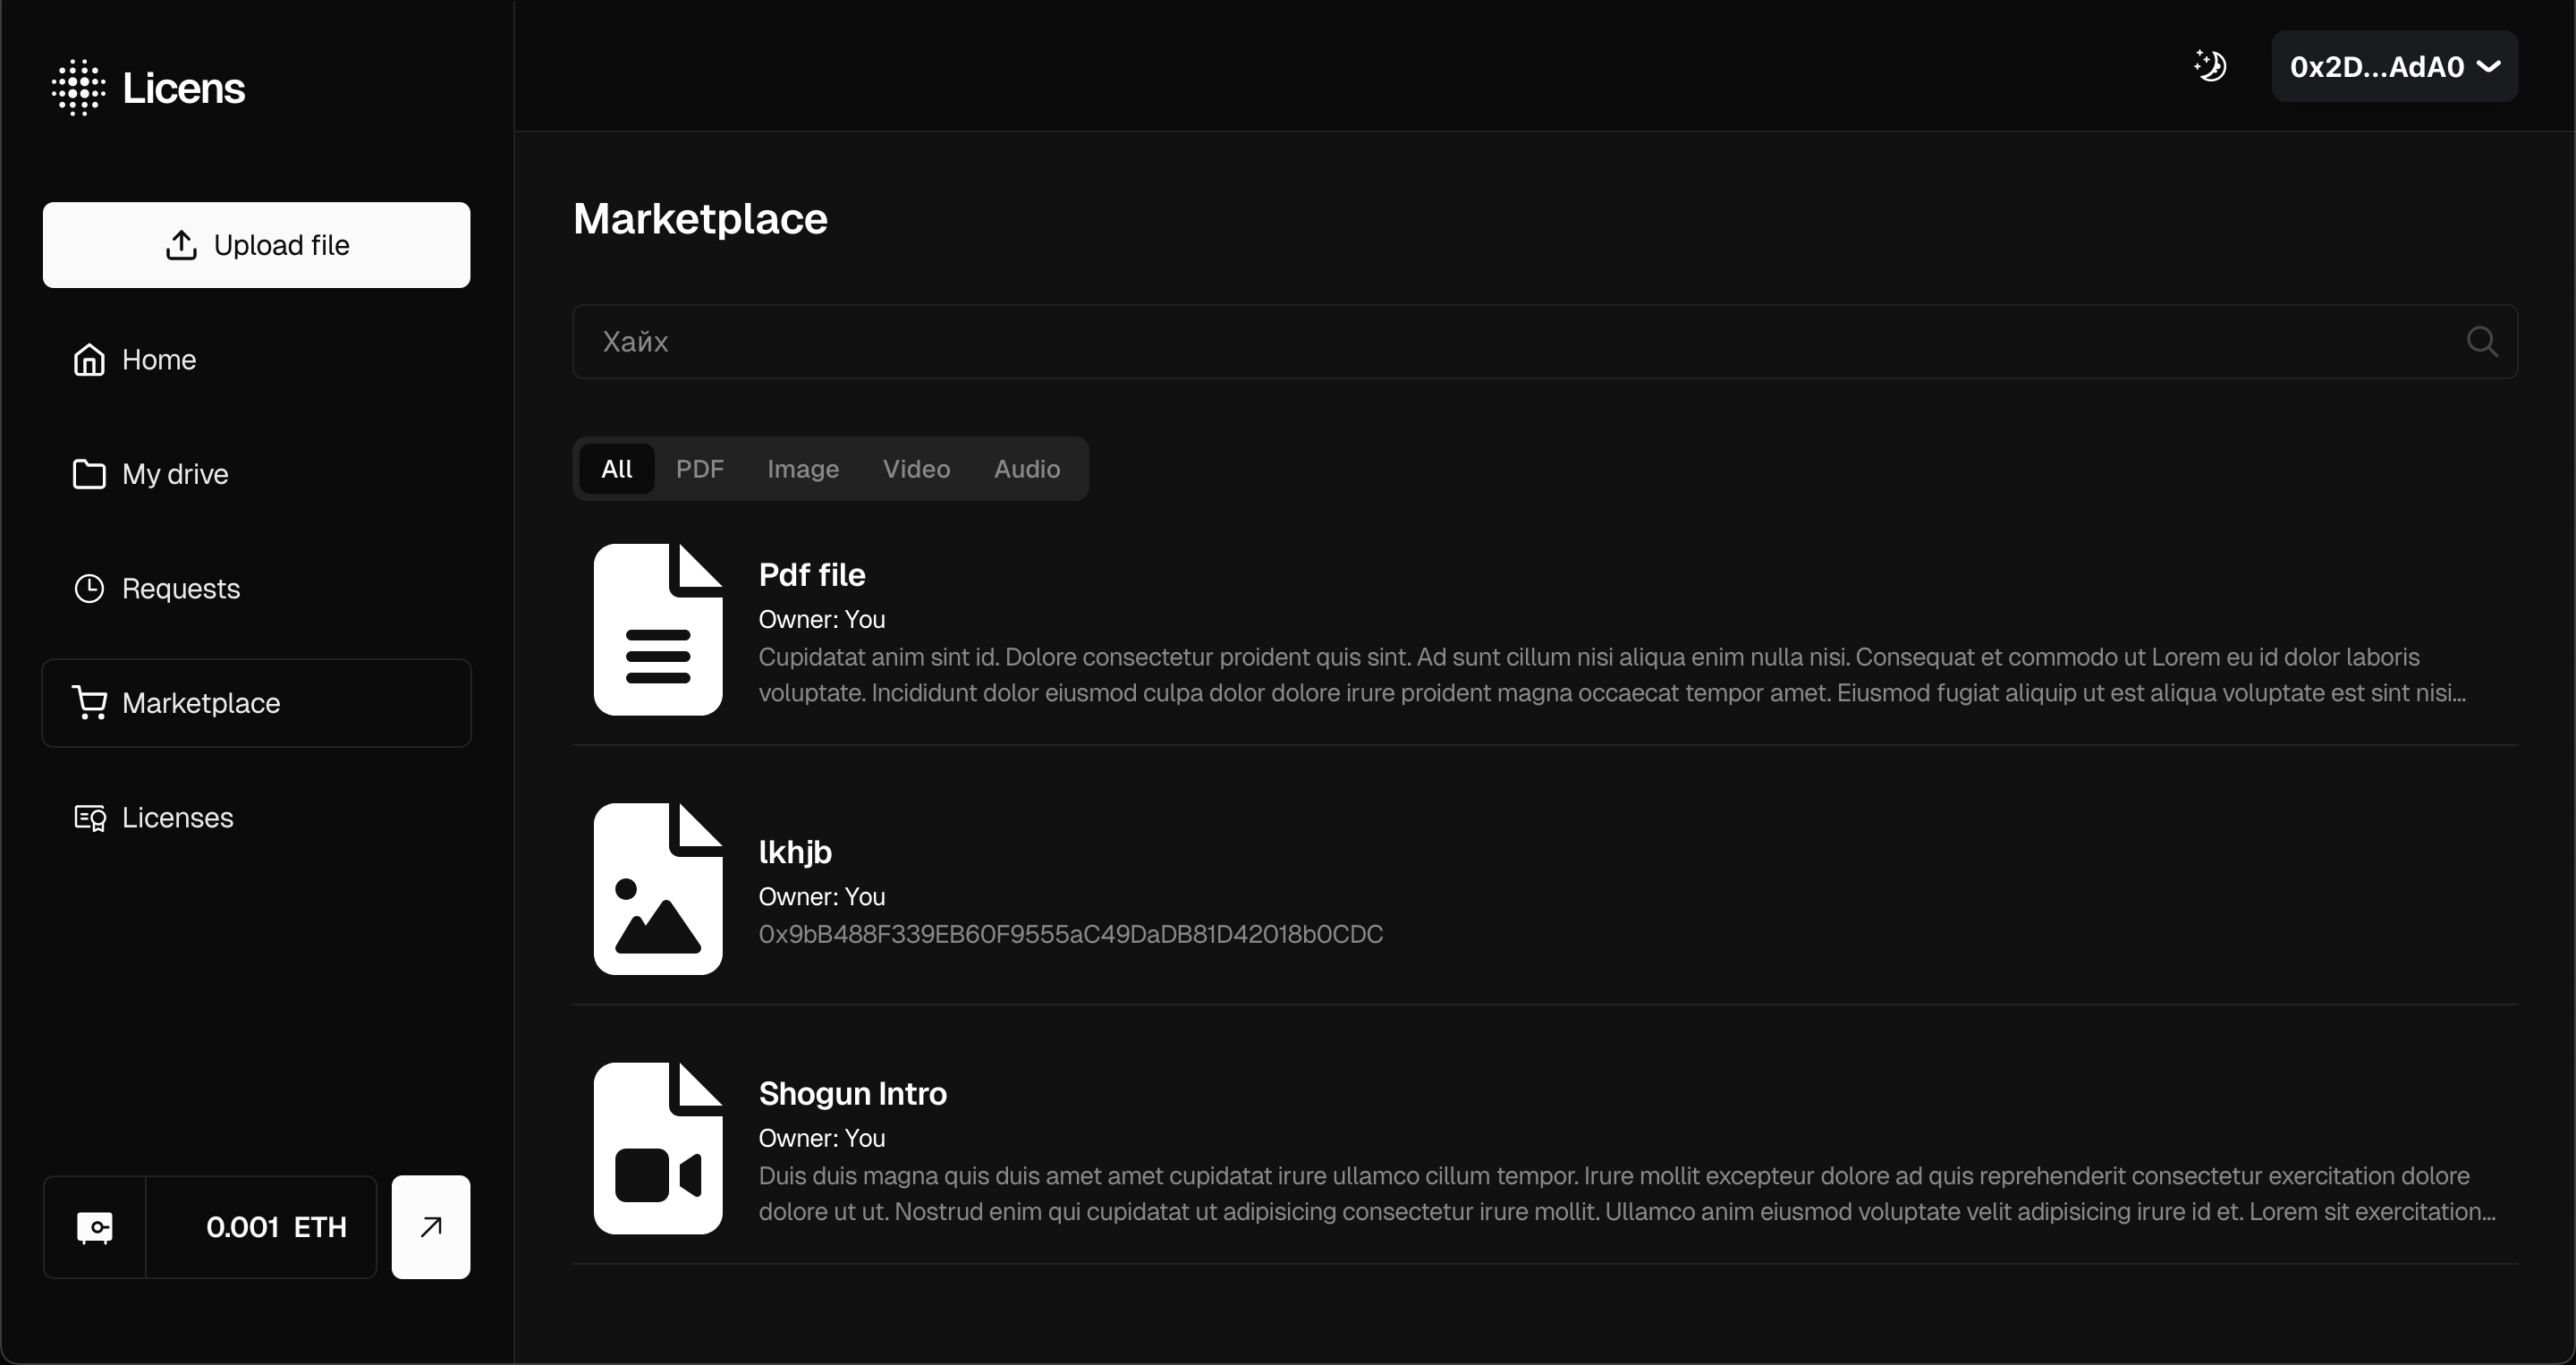 Licens
0x2D...AdA0
Upload file
Home
My drive
Requests
Marketplace
Licenses
0.001 ETH
Marketplace
Хайх
All PDF Image Video Audio
Pdf file
Owner: You
Cupidatat anim sint id. Dolore consectetur proident quis sint. Ad sunt cillum nisi aliqua enim nulla nisi. Consequat et commodo ut Lorem eu id dolor laboris
voluptate. Incididunt dolor eiusmod culpa dolor dolore irure proident magna occaecat tempor amet. Eiusmod fugiat aliquip ut est aliqua voluptate est sint nisi...
lkhjb
Owner: You
0x9bB488F339EB60F9555aC49DaDB81D42018b0CDC
Shogun Intro
Owner: You
Duis duis magna quis duis amet amet cupidatat irure ullamco cillum tempor. Irure mollit excepteur dolore ad quis reprehenderit consectetur exercitation dolore
dolore ut ut. Nostrud enim qui cupidatat ut adipisicing consectetur irure mollit. Ullamco anim eiusmod voluptate velit adipisicing irure id et. Lorem sit exercitation...